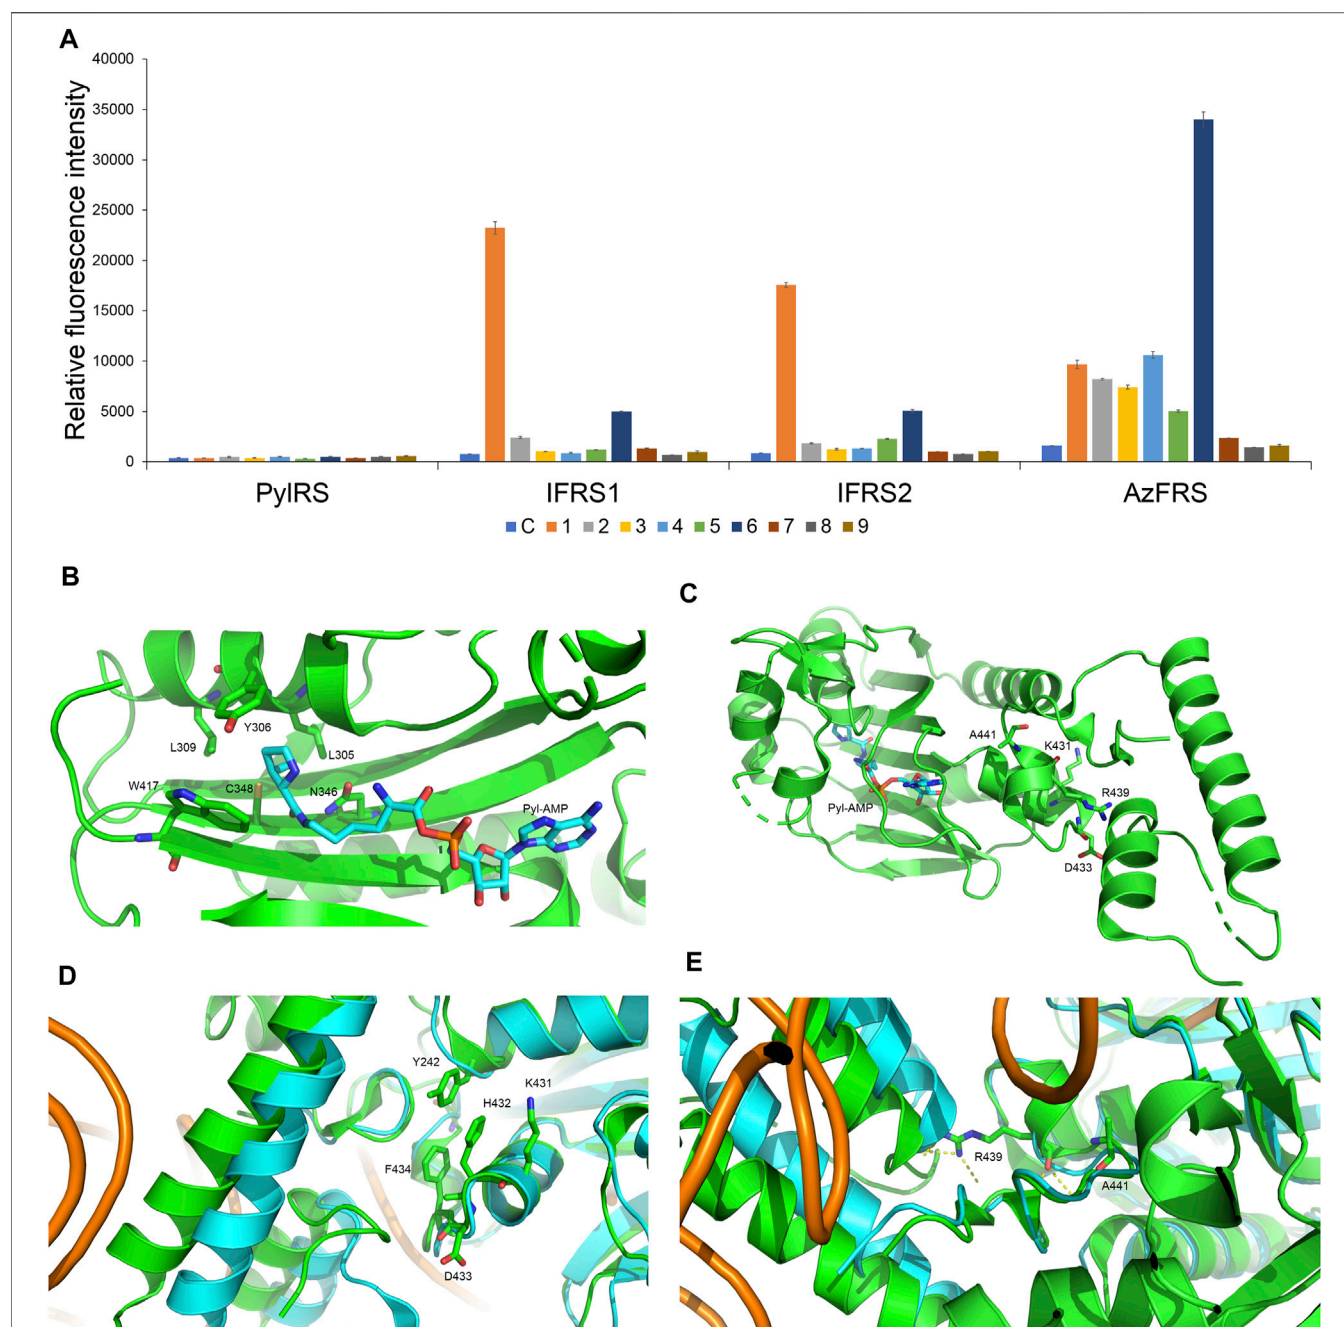 A
Relative fluorescence intensity
40000
35000
30000
25000
20000
15000
10000
5000
0
PylRS IFRS1 IFRS2 AzFRS
C 1 2 3 4 5 6 7 8 9
B
L309
Y306
L305
W417
C348
N346
Pyl-AMP
C
A441
K431
Pyl-AMP
R439
D433
D
Y242
K431
H432
F434
D433
E
R439
A441